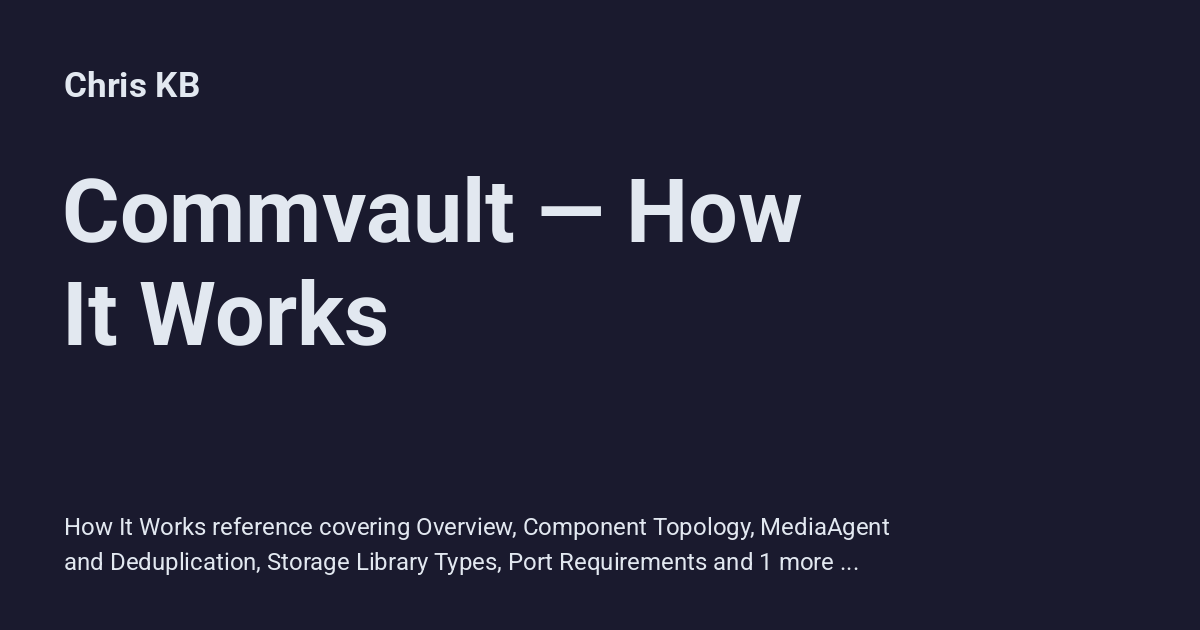 Chris KB
Commvault — How
It Works
How It Works reference covering Overview, Component Topology, MediaAgent
and Deduplication, Storage Library Types, Port Requirements and 1 more ...